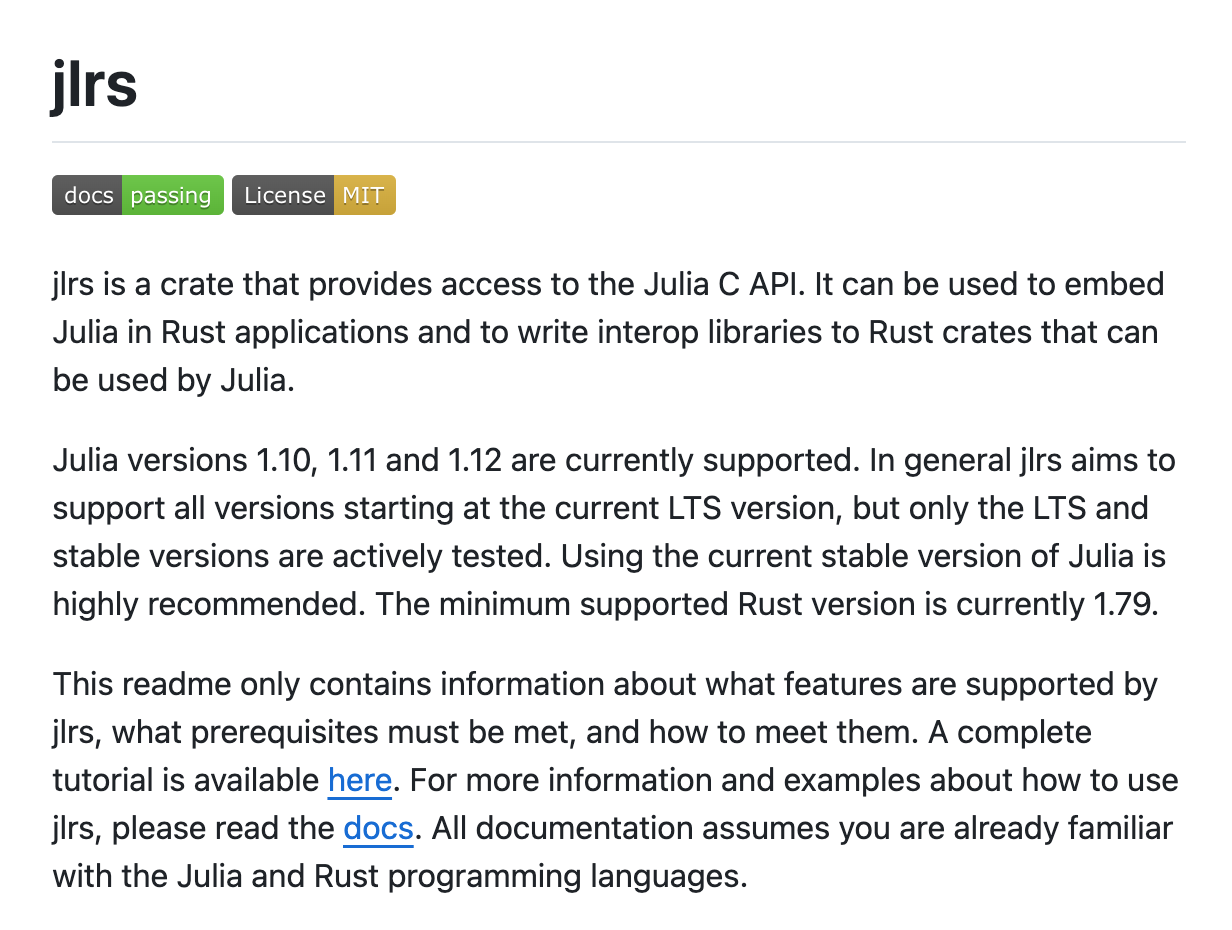 jlrs
docs passing License MIT
jlrs is a crate that provides access to the Julia C API. It can be used to embed
Julia in Rust applications and to write interop libraries to Rust crates that can
be used by Julia.
Julia versions 1.10, 1.11 and 1.12 are currently supported. In general jlrs aims to
support all versions starting at the current LTS version, but only the LTS and
stable versions are actively tested. Using the current stable version of Julia is
highly recommended. The minimum supported Rust version is currently 1.79.
This readme only contains information about what features are supported by
jlrs, what prerequisites must be met, and how to meet them. A complete
tutorial is available here. For more information and examples about how to use
jlrs, please read the docs. All documentation assumes you are already familiar
with the Julia and Rust programming languages.